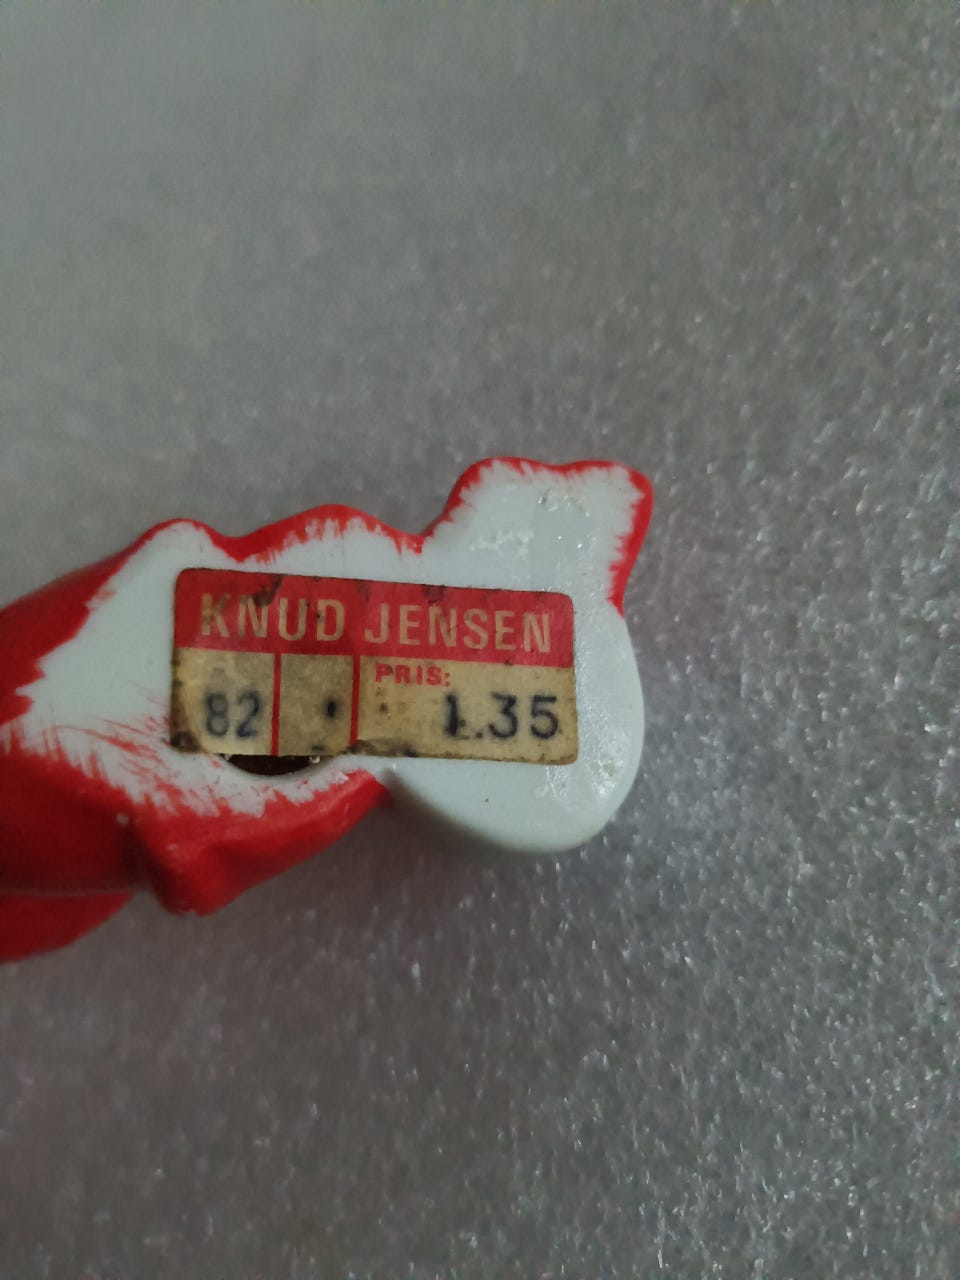 KNUD JENSEN
PRIS:
82 1.35